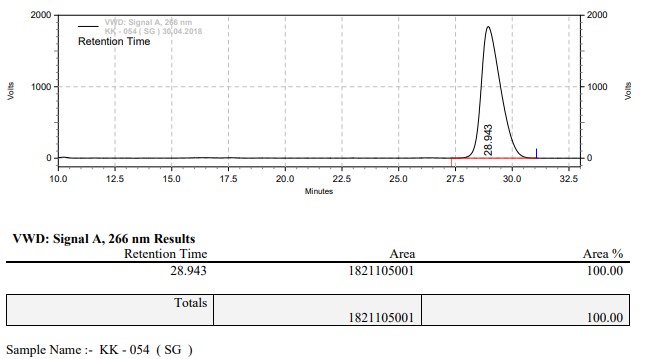 2000
VWD: Signal A, 266 nm
KK - 054 ( SG ) 30.04.2018
Retention Time
2000
Volts
1000
1000
Volts
28.943
0
0
10.0 12.5 15.0 17.5 20.0 22.5 25.0 27.5 30.0 32.5
Minutes
VWD: Signal A, 266 nm Results
Retention Time Area Area %
28.943 1821105001 100.00
Totals
1821105001 100.00
Sample Name :- KK - 054 ( SG )